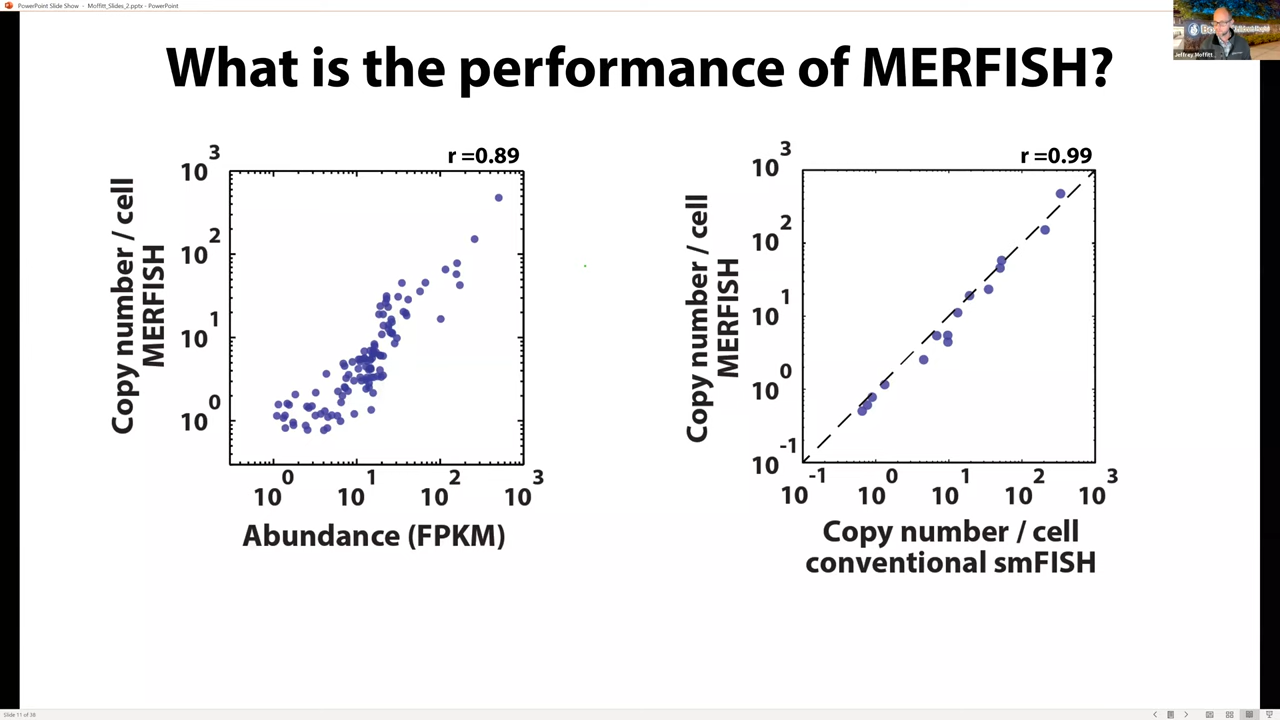 PowerPoint Slide Show - Moffitt_Slides_2.pptx - PowerPoint
Jeffrey Moffitt
What is the performance of MERFISH?
r =0.89
Copy number / cell
MERFISH
10^3
10^2
10^1
10^0
10^0 10^1 10^2 10^3
Abundance (FPKM)
r =0.99
Copy number / cell
MERFISH
10^3
10^2
10^1
10^0
10^-1
10^-1 10^0 10^1 10^2 10^3
Copy number / cell
conventional smFISH
Slide 11 of 38